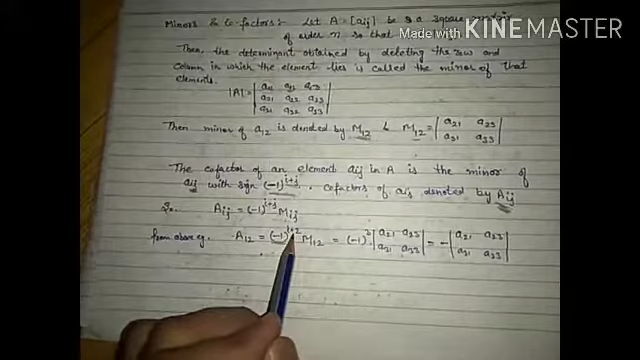 Made with KINEMASTER
Minors & Co-factors:- Let A = [aij] be a square matrix
of order n so that
Then, the determinant obtained by deleting the row and
column in which the element lies is called the minor of that
elements.
|A| = | a11 a12 a13 |
| a21 a22 a23 |
| a31 a32 a33 |
Then minor of a12 is denoted by M12 & M12 = | a21 a23 |
| a31 a33 |
The cofactor of an element aij in A is the minor of
aij with sign (-1)^i+j . cofactors of aij denoted by Aij
So. Aij = (-1)^i+j Mij
from above eg. A12 = (-1)^1+2 M12 = (-1)^3 | a21 a23 | = - | a21 a23 |
| a31 a33 | | a31 a33 |